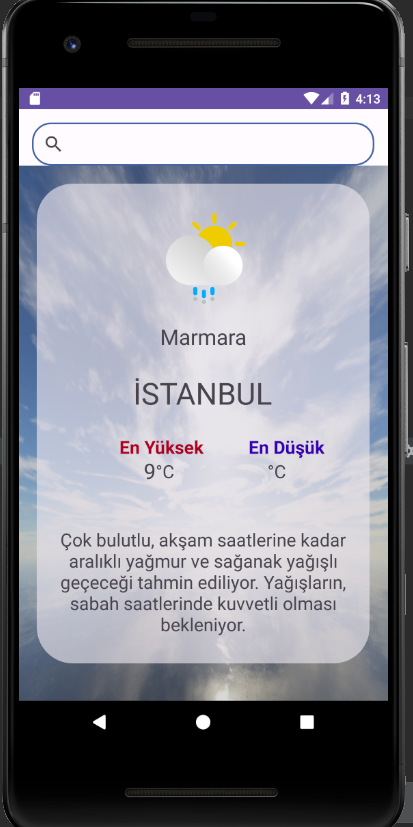 4:13
Marmara
İSTANBUL
En Yüksek En Düşük
9°C °C
Çok bulutlu, akşam saatlerine kadar
aralıklı yağmur ve sağanak yağışlı
geçeceği tahmin ediliyor. Yağışların,
sabah saatlerinde kuvvetli olması
bekleniyor.